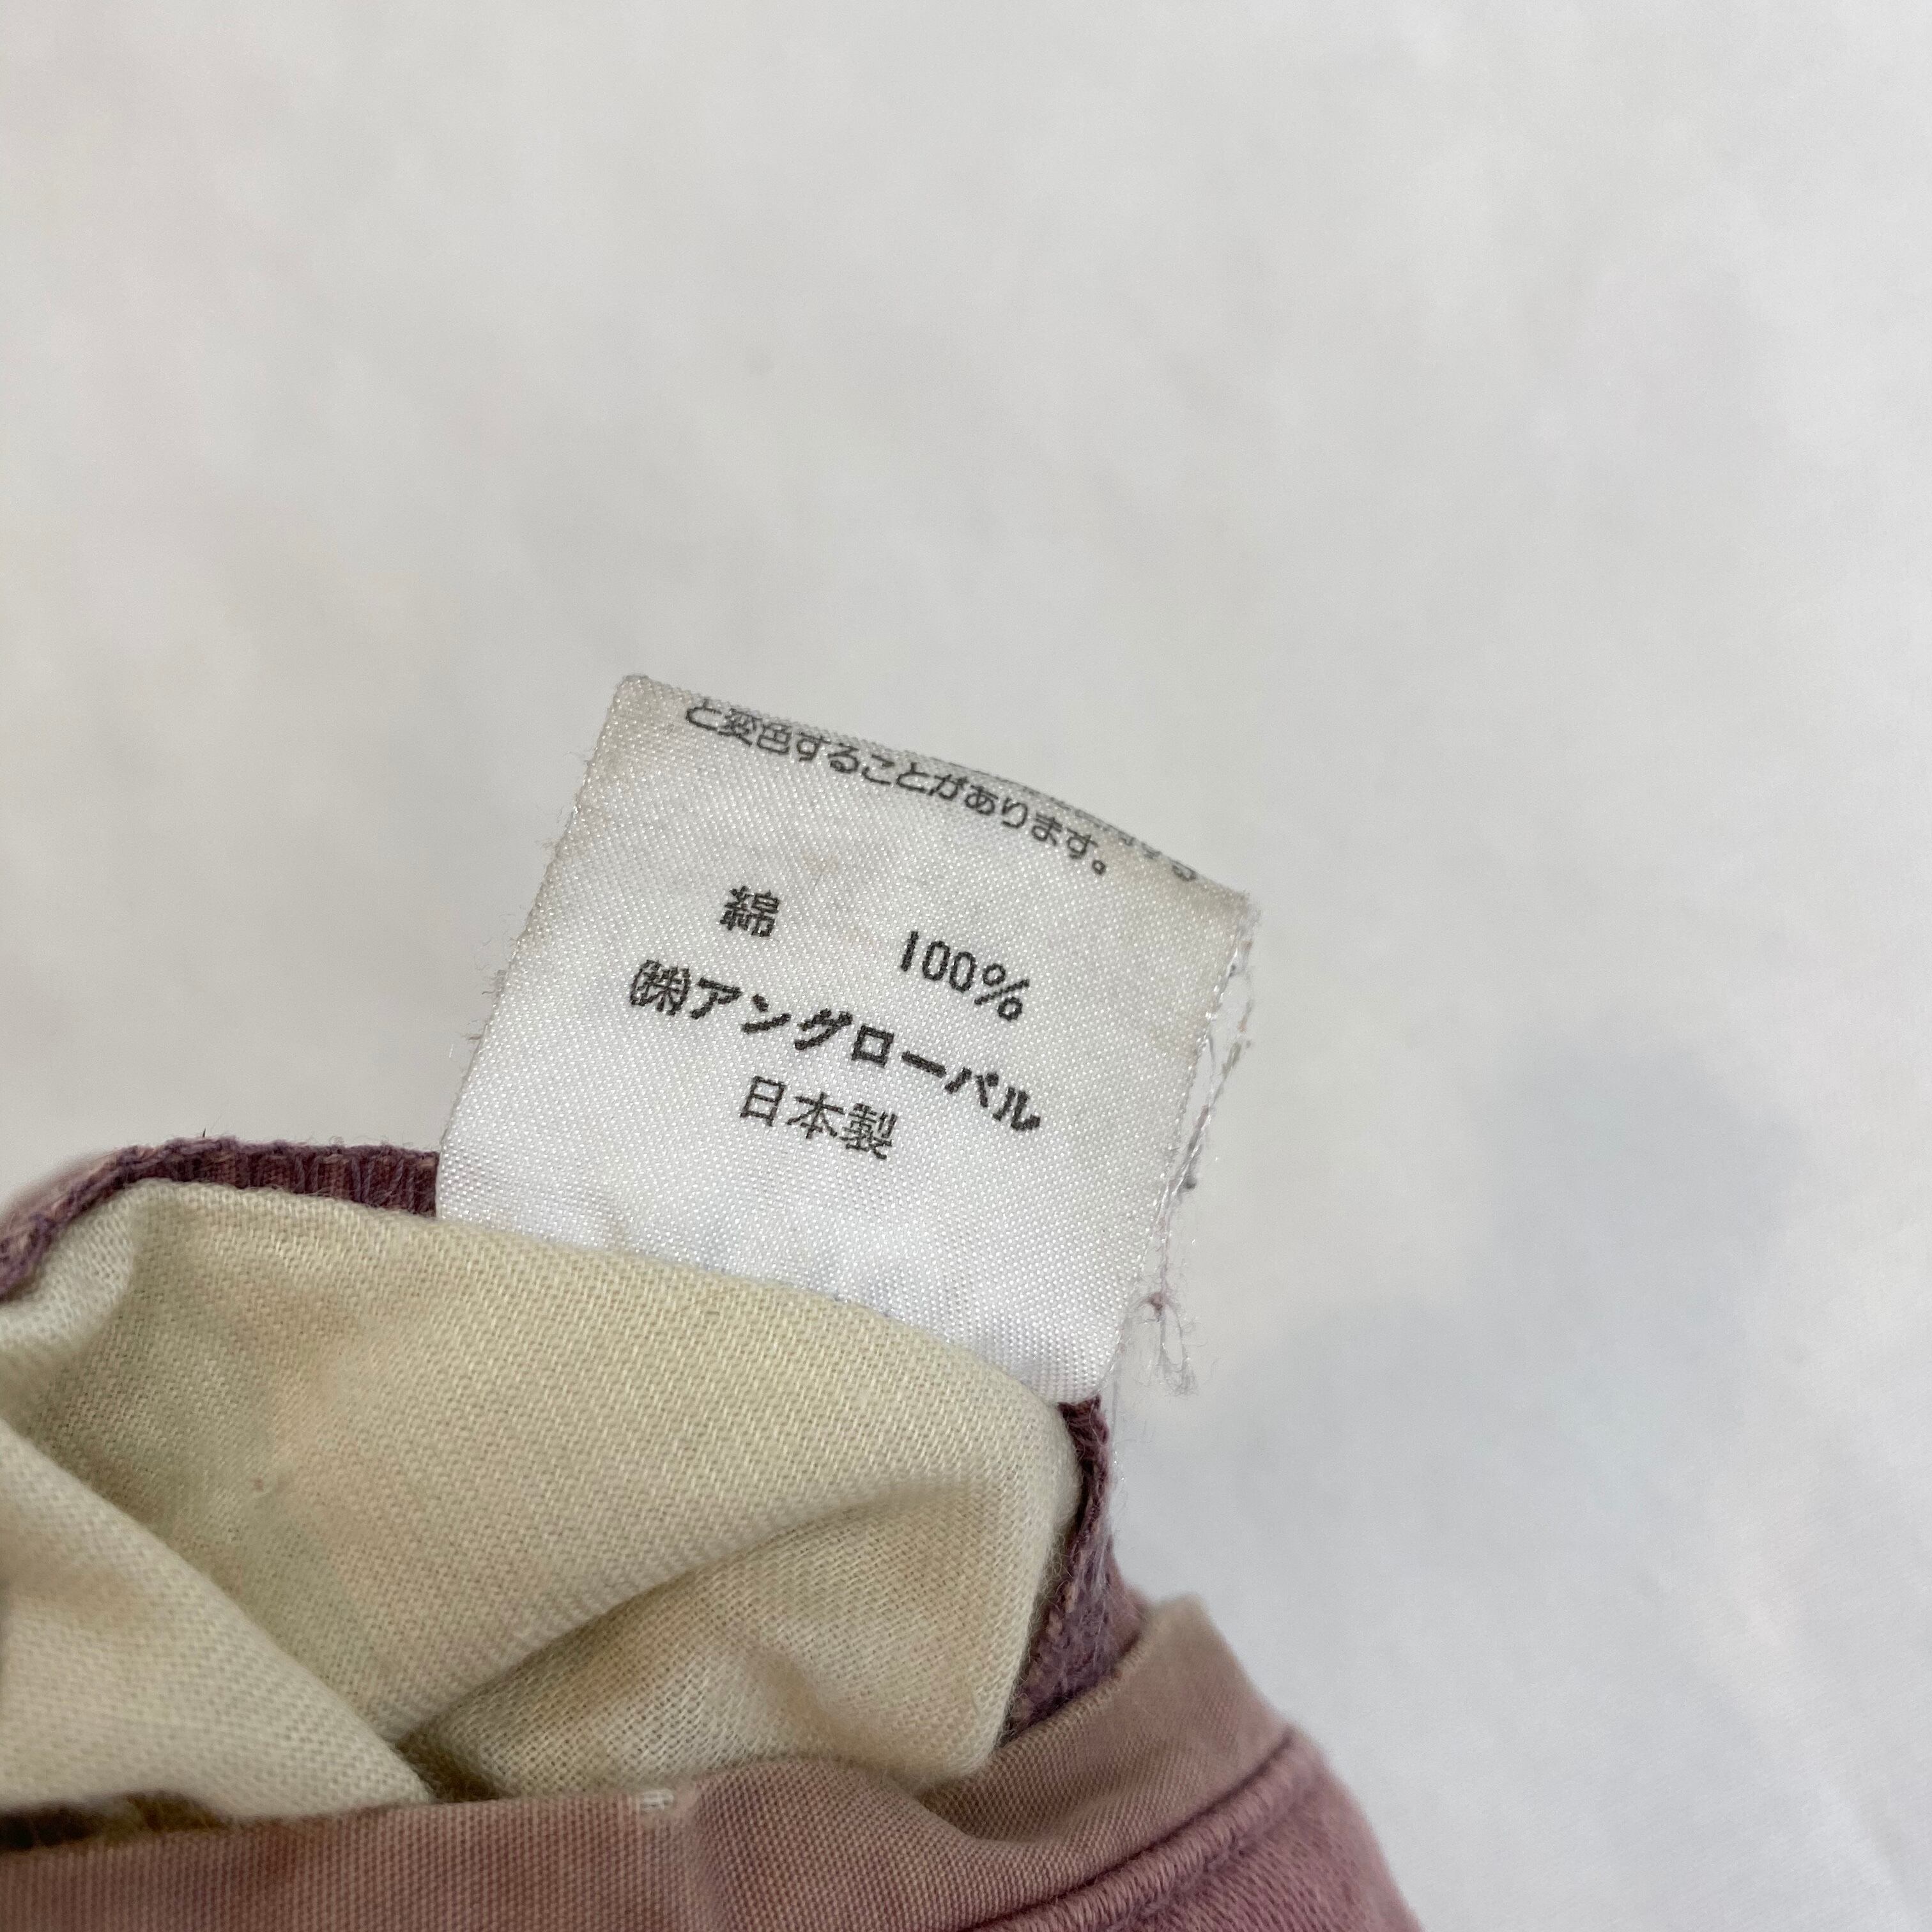 と変色することがあります。
綿 100%
㈱アングローバル
日本製